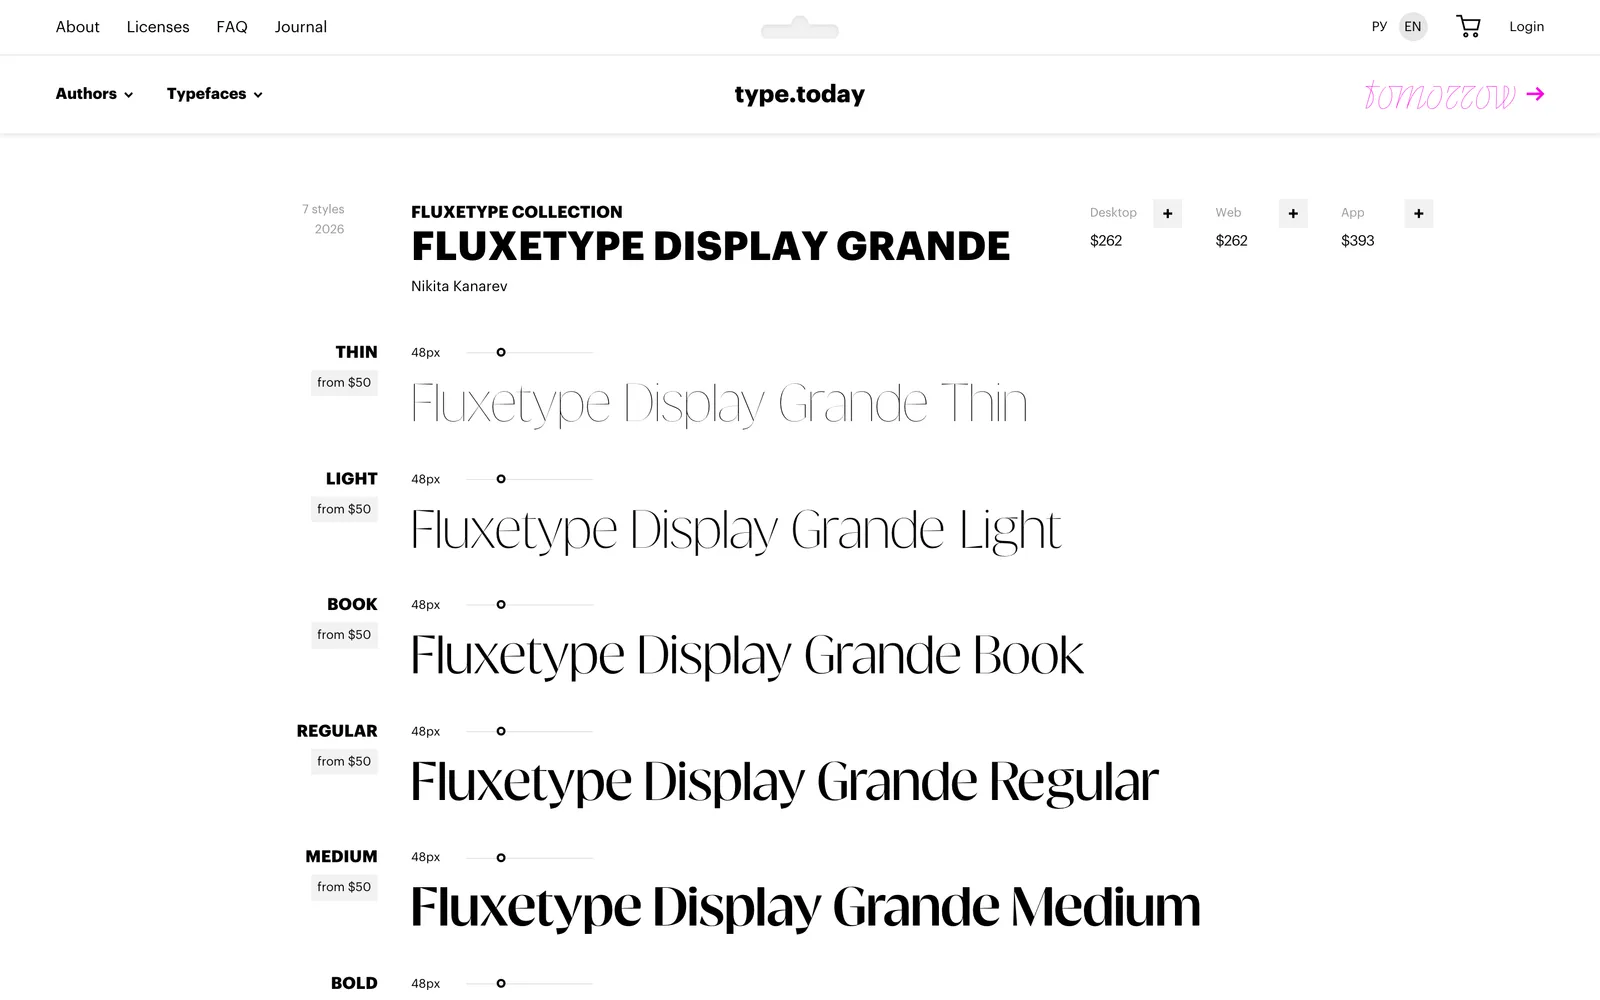 About Licenses FAQ Journal РУ EN Login
Authors Typefaces type.today tomorrow →
7 styles
2026
FLUXETYPE COLLECTION
FLUXETYPE DISPLAY GRANDE
Nikita Kanarev
Desktop + Web + App +
$262 $262 $393
THIN 48px
from $50
Fluxetype Display Grande Thin
LIGHT 48px
from $50
Fluxetype Display Grande Light
BOOK 48px
from $50
Fluxetype Display Grande Book
REGULAR 48px
from $50
Fluxetype Display Grande Regular
MEDIUM 48px
from $50
Fluxetype Display Grande Medium
BOLD 48px